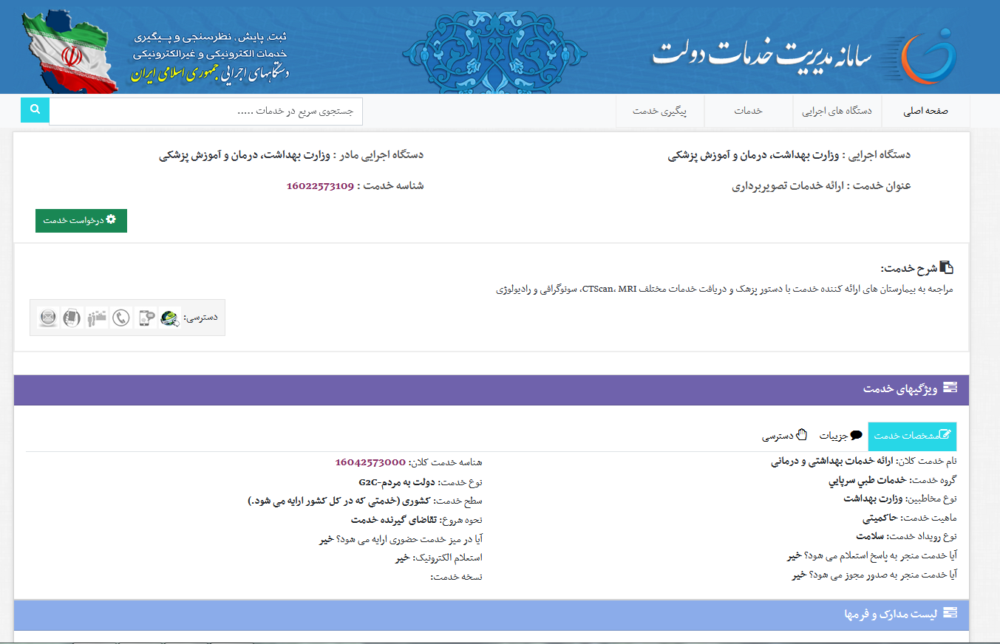 سامانه مدیریت خدمات دولت
ثبت، پایش، نظرسنجی و پیگیری
خدمات الکترونیکی و غیرالکترونیکی
دستگاههای اجرایی جمهوری اسلامی ایران
صفحه اصلی
دستگاه های اجرایی
خدمات
پیگیری خدمت
جستجوی سریع در خدمات .....
دستگاه اجرایی : وزارت بهداشت، درمان و آموزش پزشکی
دستگاه اجرایی مادر : وزارت بهداشت، درمان و آموزش پزشکی
عنوان خدمت : ارائه خدمات تصویربرداری
شناسه خدمت : 16022573109
درخواست خدمت
شرح خدمت:
مراجعه به بیمارستان های ارائه کننده خدمت با دستور پزشک و دریافت خدمات مختلف CTScan، MRI، سونوگرافی و رادیولوژی
دسترسی:
ویژگیهای خدمت
مشخصات خدمت
جزییات
دسترسی
نام خدمت کلان: ارائه خدمات بهداشتی و درمانی
گروه خدمت: خدمات طبي سرپايي
نوع مخاطبین: وزارت بهداشت
ماهیت خدمت: حاکمیتی
نوع رویداد خدمت: سلامت
آیا خدمت منجر به پاسخ استعلام می شود؟ خیر
آیا خدمت منجر به صدور مجوز می شود؟ خیر
شناسه خدمت کلان: 16042573000
نوع خدمت: دولت به مردم-G2C
سطح خدمت: کشوری (خدمتی که در کل کشور ارایه می شود.)
نحوه شروع: تقاضای گیرنده خدمت
آیا در میز خدمت حضوری ارایه می شود؟ خیر
استعلام الکترونیک: خیر
نسخه خدمت:
لیست مدارک و فرمها